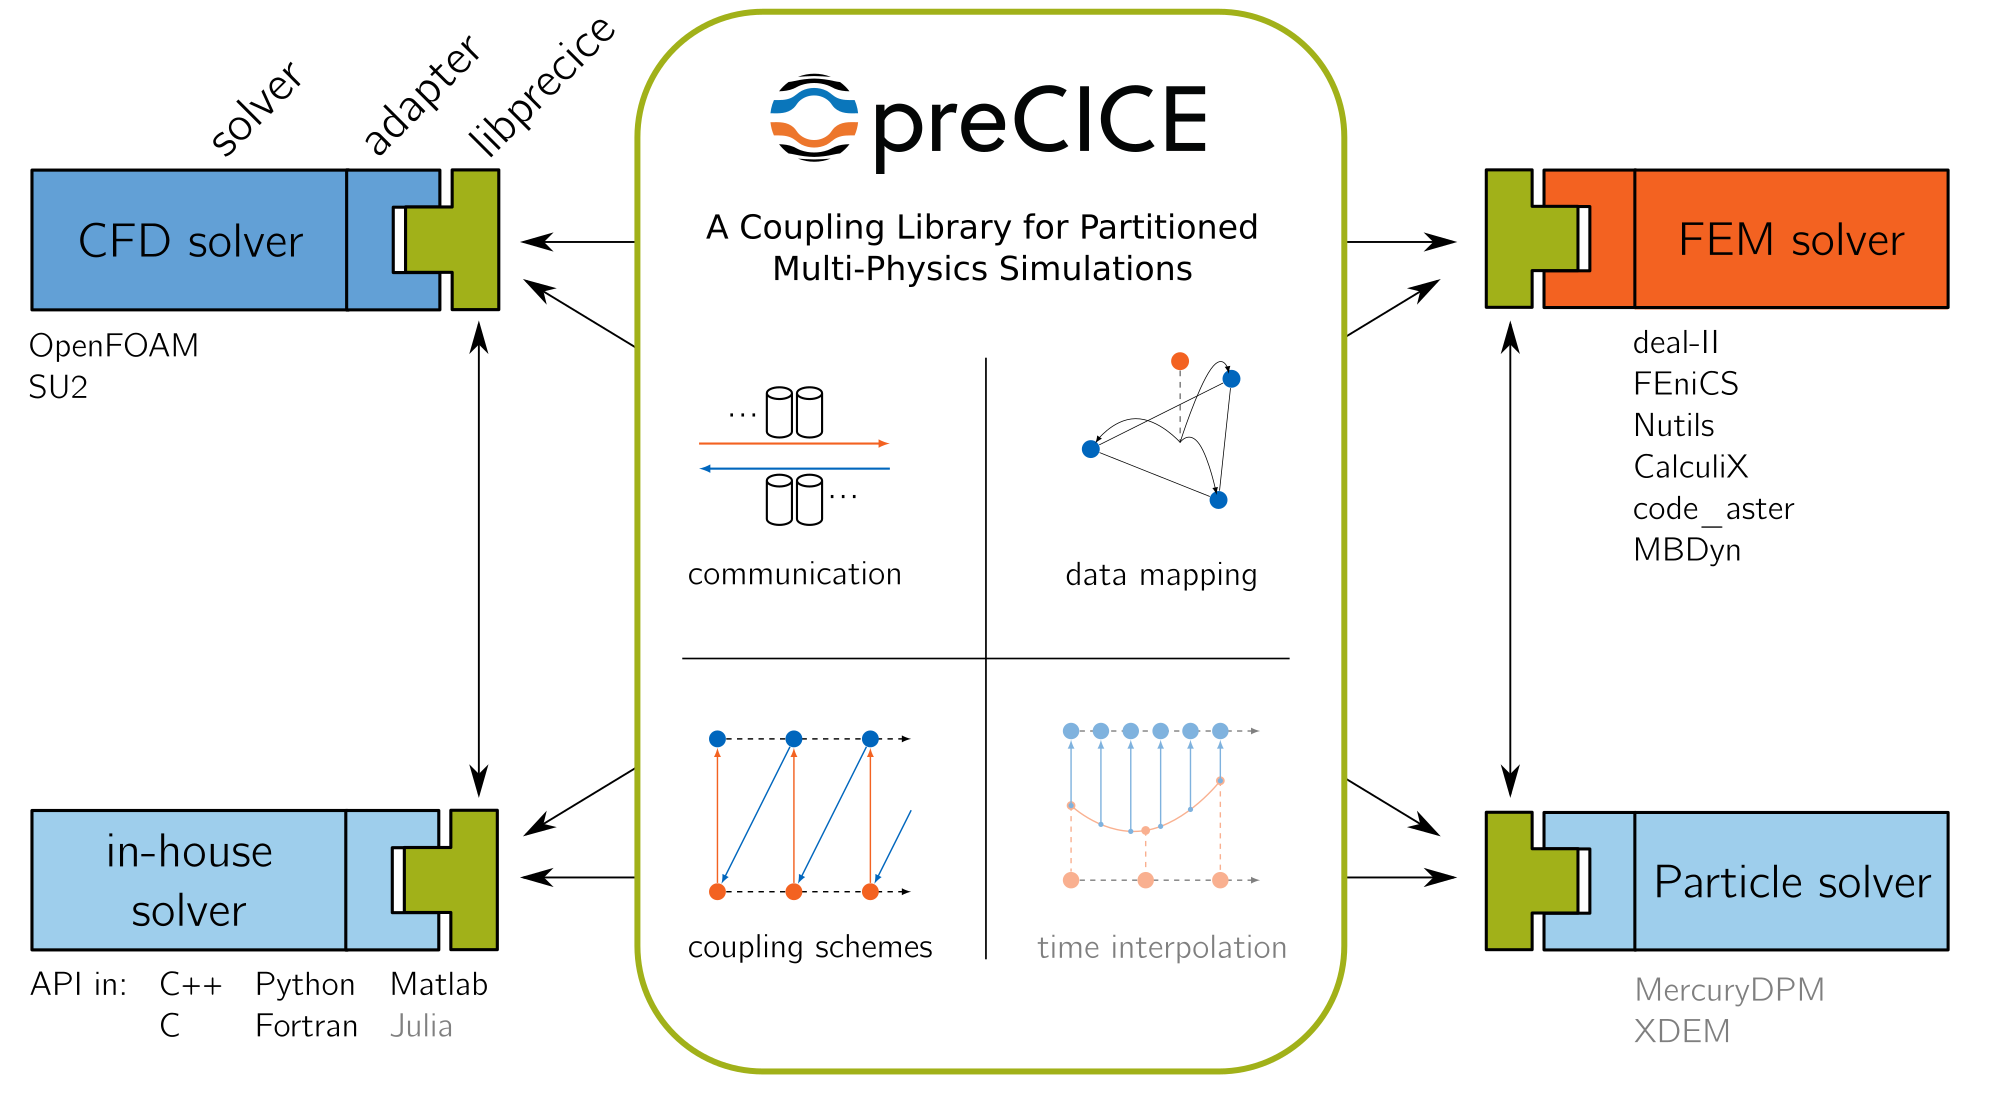 solver
adapter
libprecice
preCICE
A Coupling Library for Partitioned
Multi-Physics Simulations
CFD solver
OpenFOAM
SU2
FEM solver
deal-II
FEniCS
Nutils
CalculiX
code_aster
MBDyn
...
...
communication
data mapping
coupling schemes
time interpolation
in-house
solver
API in: C++ Python Matlab
C Fortran Julia
Particle solver
MercuryDPM
XDEM